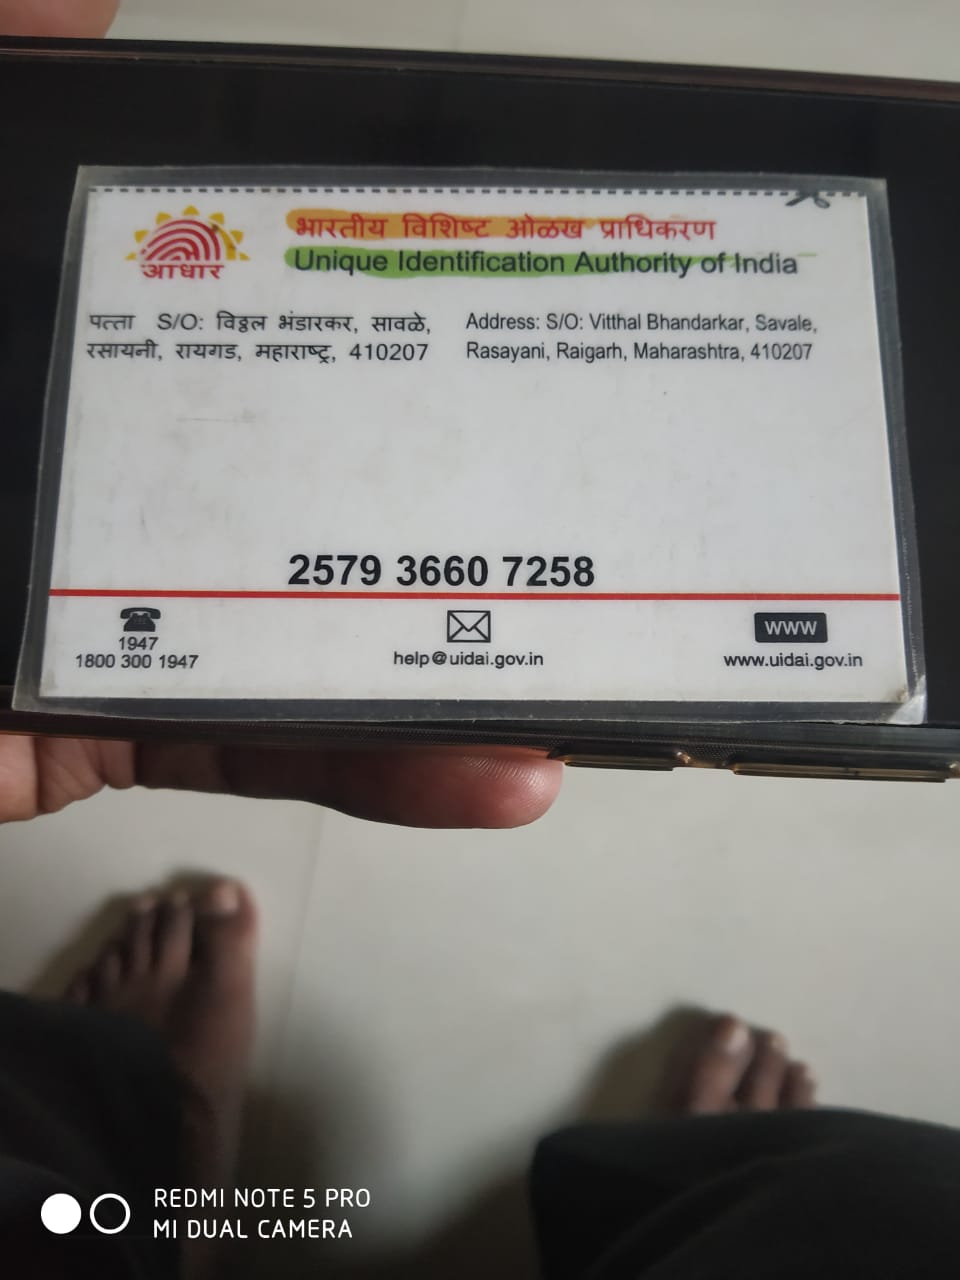 आधार
भारतीय विशिष्ट ओळख प्राधिकरण
Unique Identification Authority of India
पत्ता S/O: विठ्ठल भंडारकर, सावळे,
रसायनी, रायगड, महाराष्ट्र, 410207
Address: S/O: Vitthal Bhandarkar, Savale,
Rasayani, Raigarh, Maharashtra, 410207
2579 3660 7258
1947
1800 300 1947
help@uidai.gov.in
WWW
www.uidai.gov.in
REDMI NOTE 5 PRO
MI DUAL CAMERA